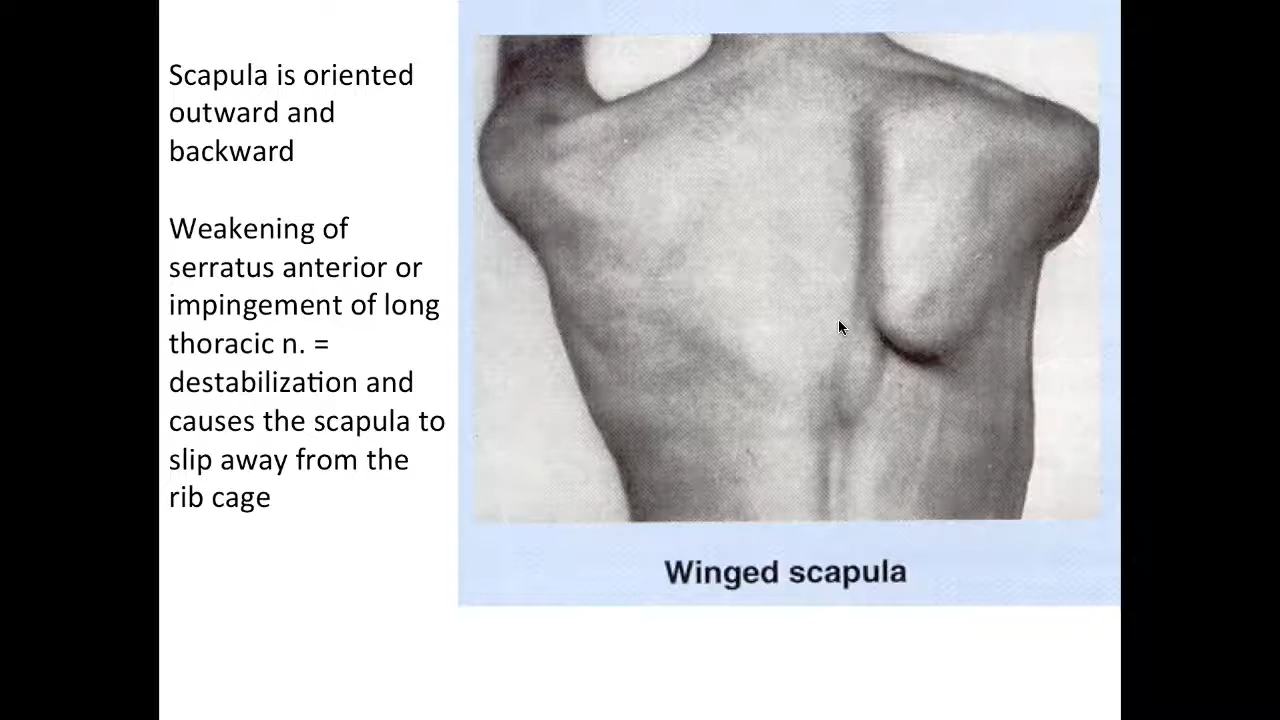 Scapula is oriented
outward and
backward
Weakening of
serratus anterior or
impingement of long
thoracic n. =
destabilization and
causes the scapula to
slip away from the
rib cage
Winged scapula